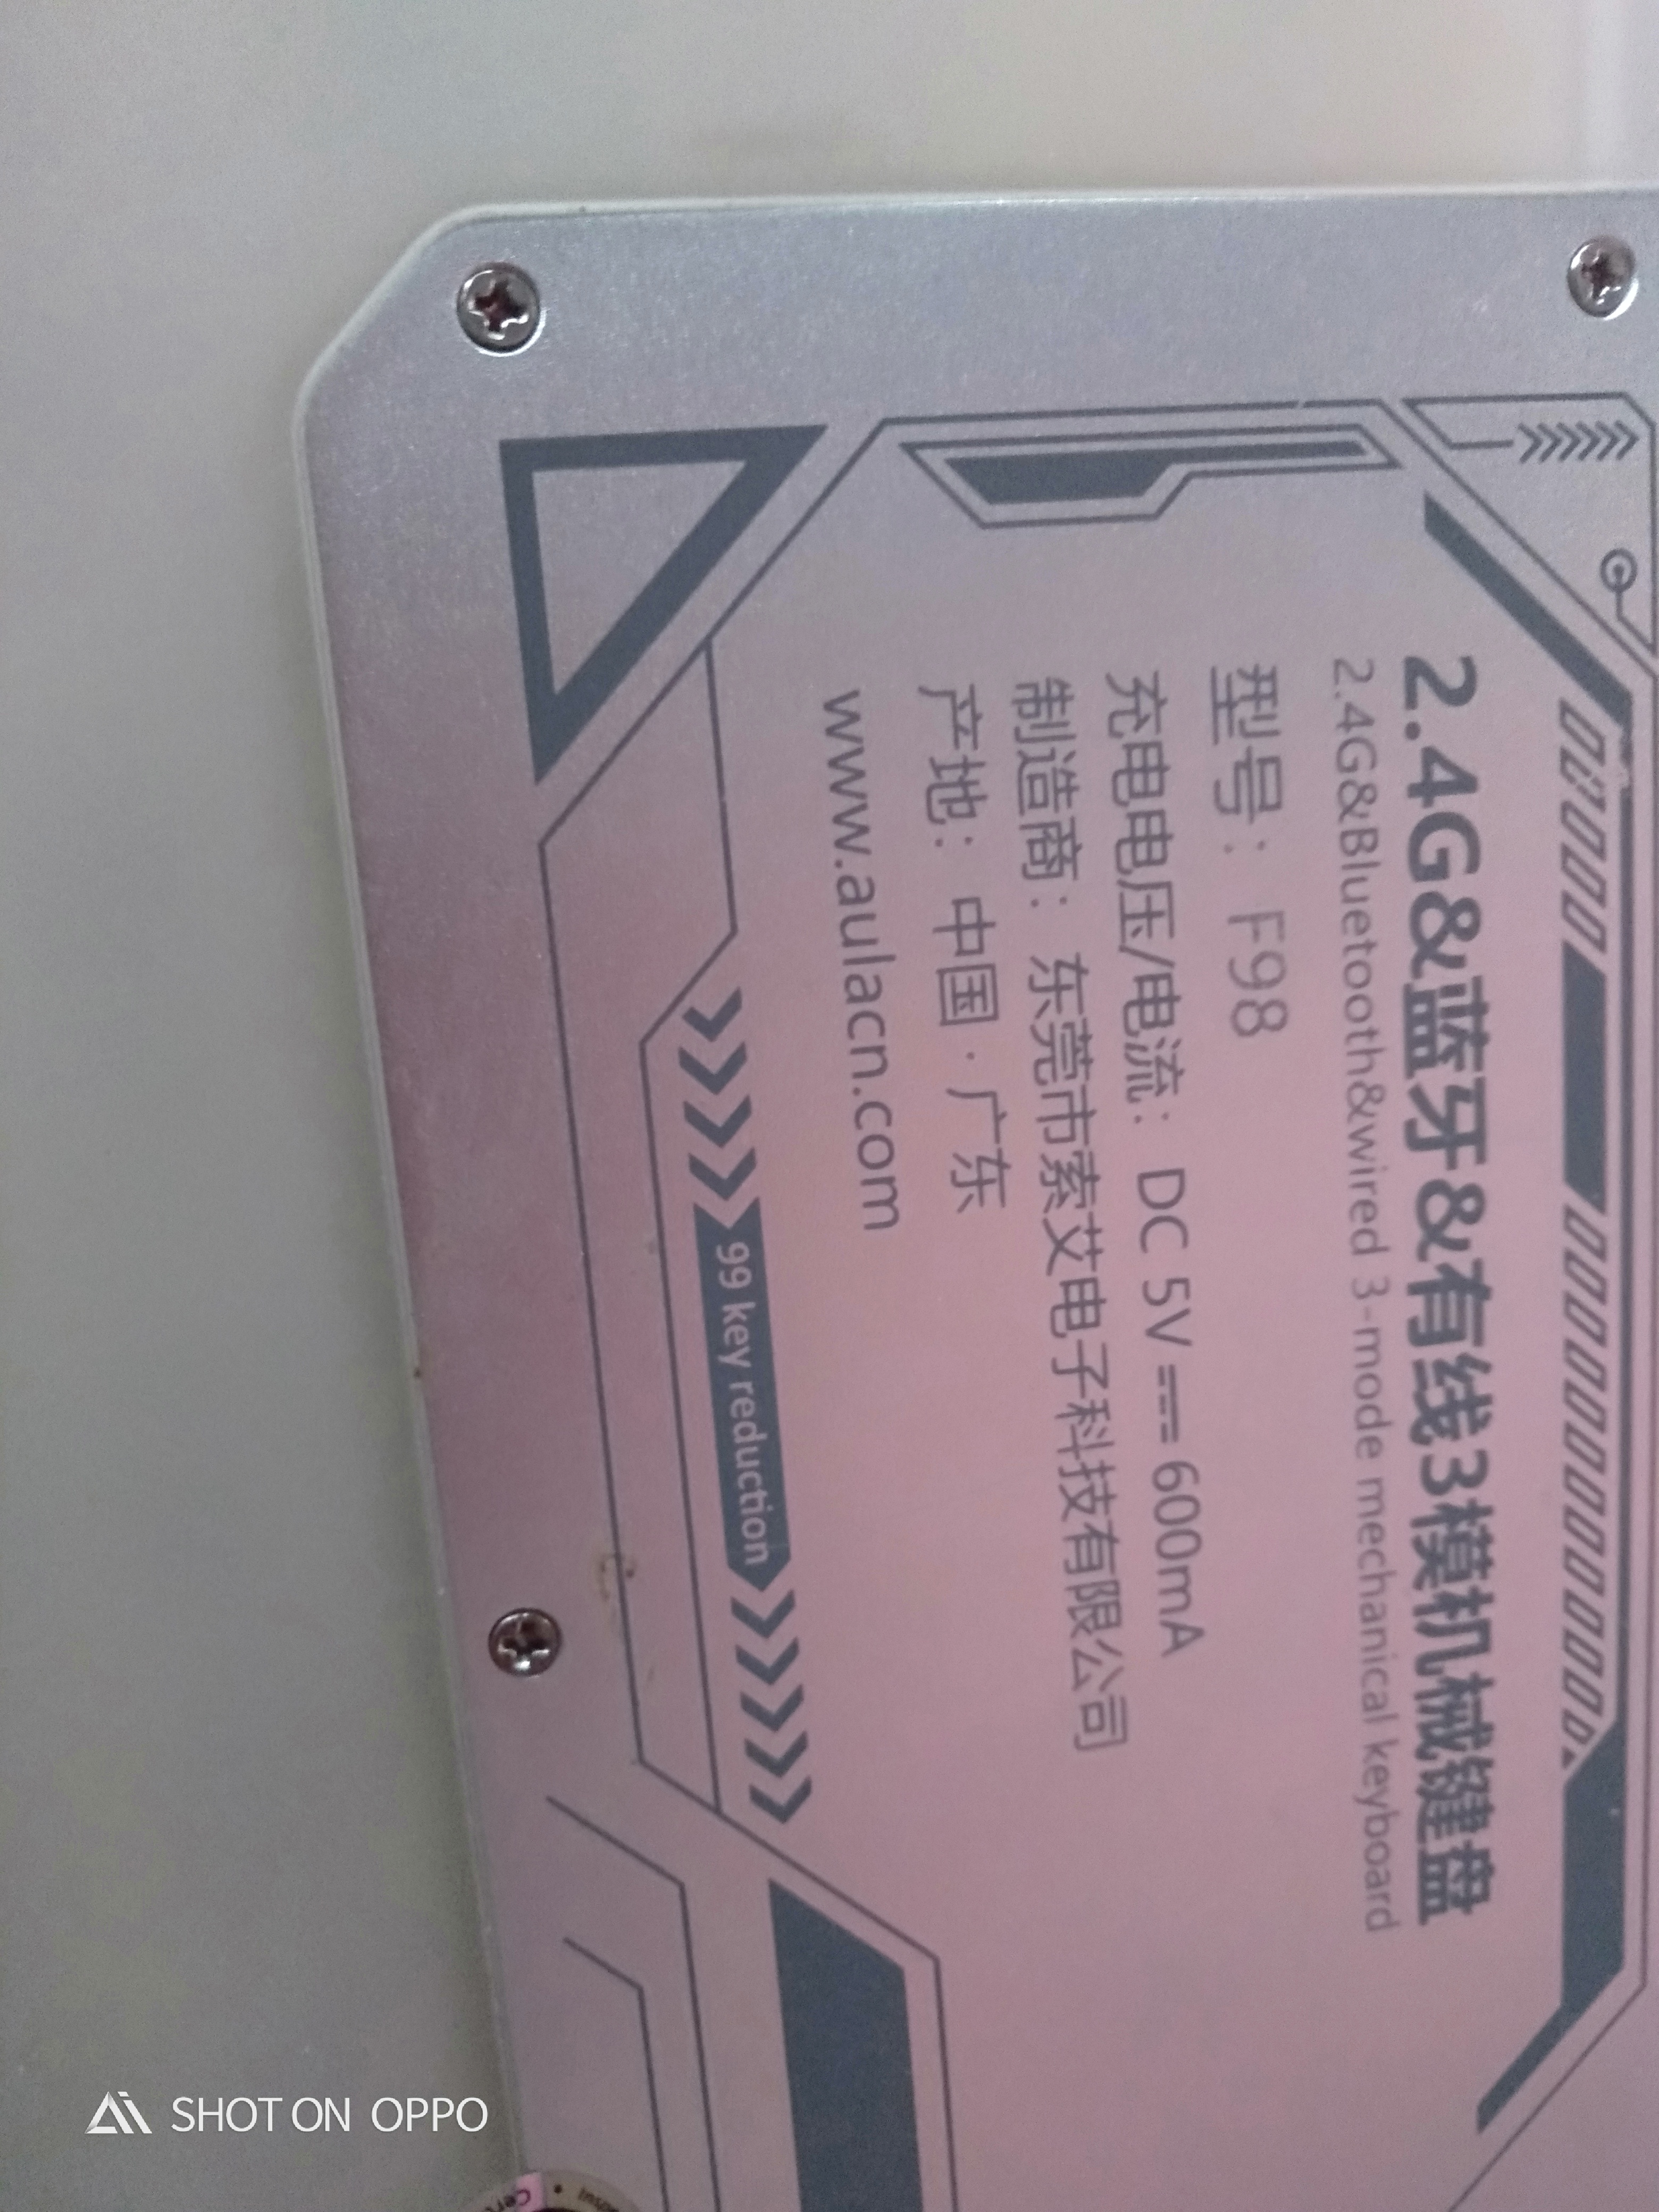 2.4G&蓝牙&有线3模机械键盘
2.4G&Bluetooth&wired 3-mode mechanical keyboard
型号：F98
充电电压/电流：DC 5V ⎓ 600mA
制造商：东莞市索艾电子科技有限公司
产地：中国·广东
www.aulacn.com
99 key reduction
SHOT ON OPPO